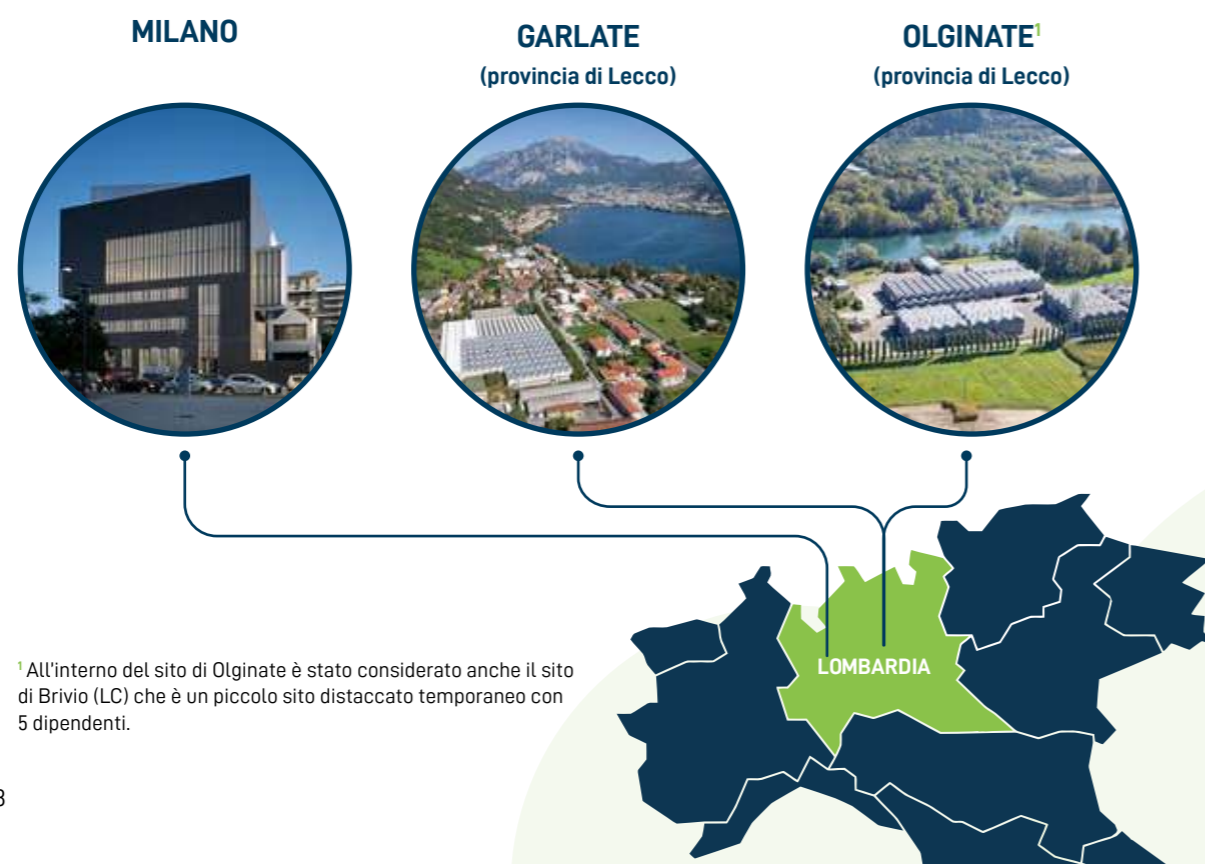 MILANO
GARLATE
(provincia di Lecco)
OLGINATE¹
(provincia di Lecco)
LOMBARDIA
¹ All'interno del sito di Olginate è stato considerato anche il sito
di Brivio (LC) che è un piccolo sito distaccato temporaneo con
5 dipendenti.